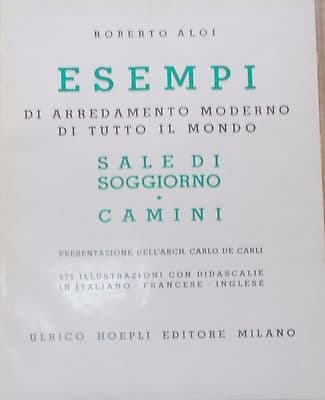 ROBERTO ALOI
ESEMPI
DI ARREDAMENTO MODERNO
DI TUTTO IL MONDO
SALE DI
SOGGIORNO
•
CAMINI
PRESENTAZIONE DELL'ARCH. CARLO DE CARLI
271 ILLUSTRAZIONI CON DIDASCALIE
IN ITALIANO - FRANCESE - INGLESE
ULRICO HOEPLI EDITORE MILANO